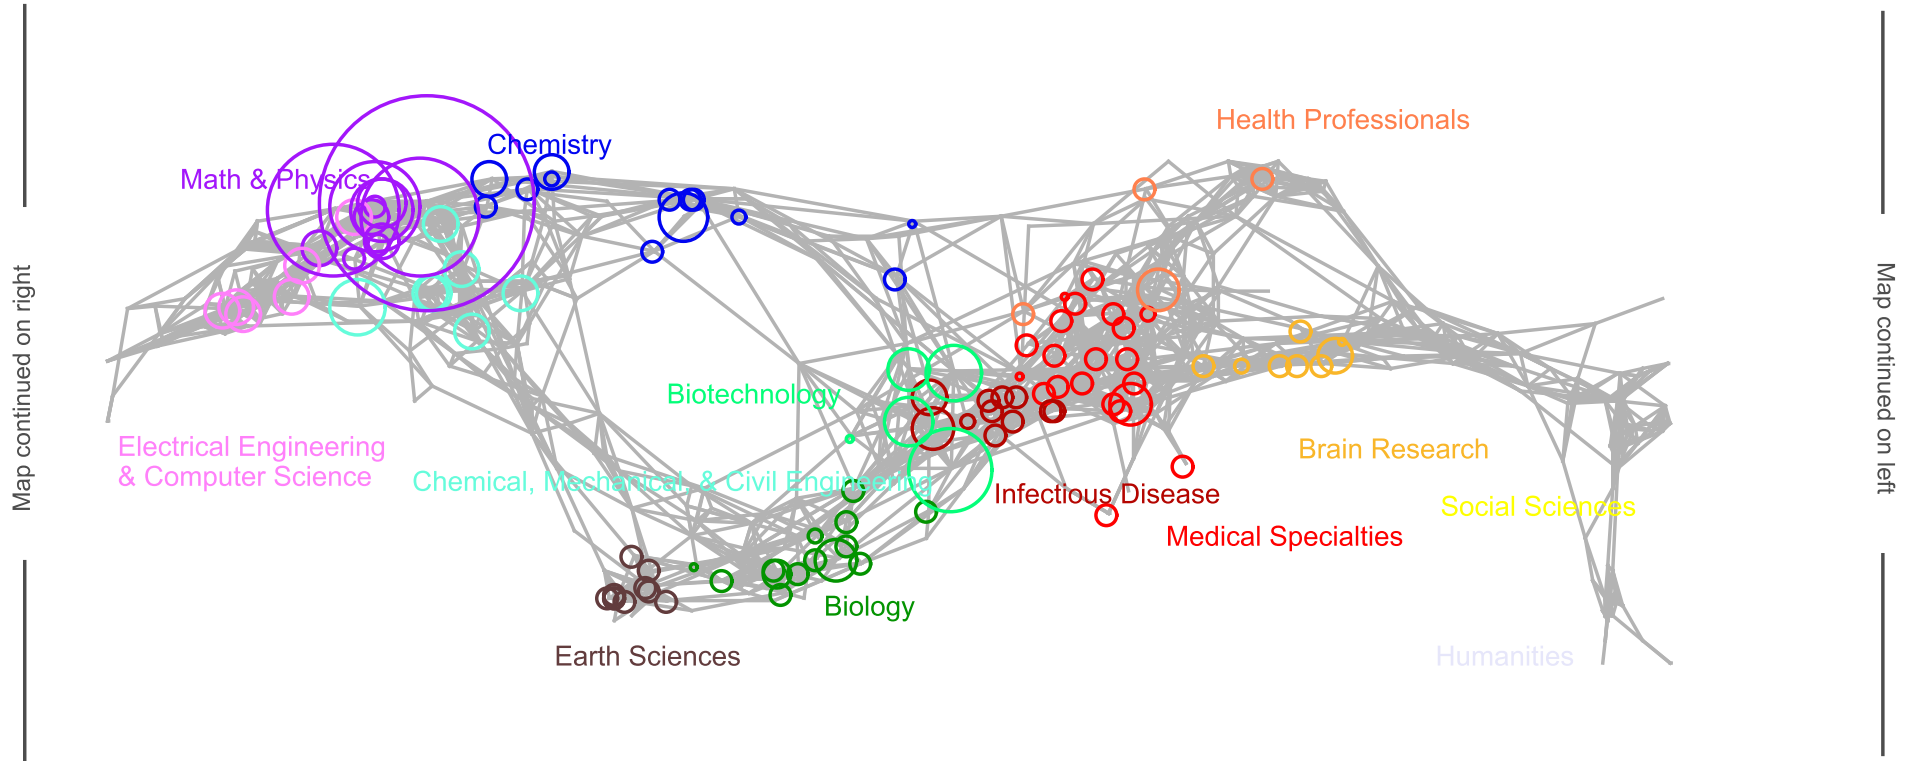 Map continued on right
Math & Physics
Chemistry
Health Professionals
Map continued on left
Biotechnology
Electrical Engineering
& Computer Science
Chemical, Mechanical, & Civil Engineering
Brain Research
Infectious Disease
Social Sciences
Medical Specialties
Biology
Earth Sciences
Humanities